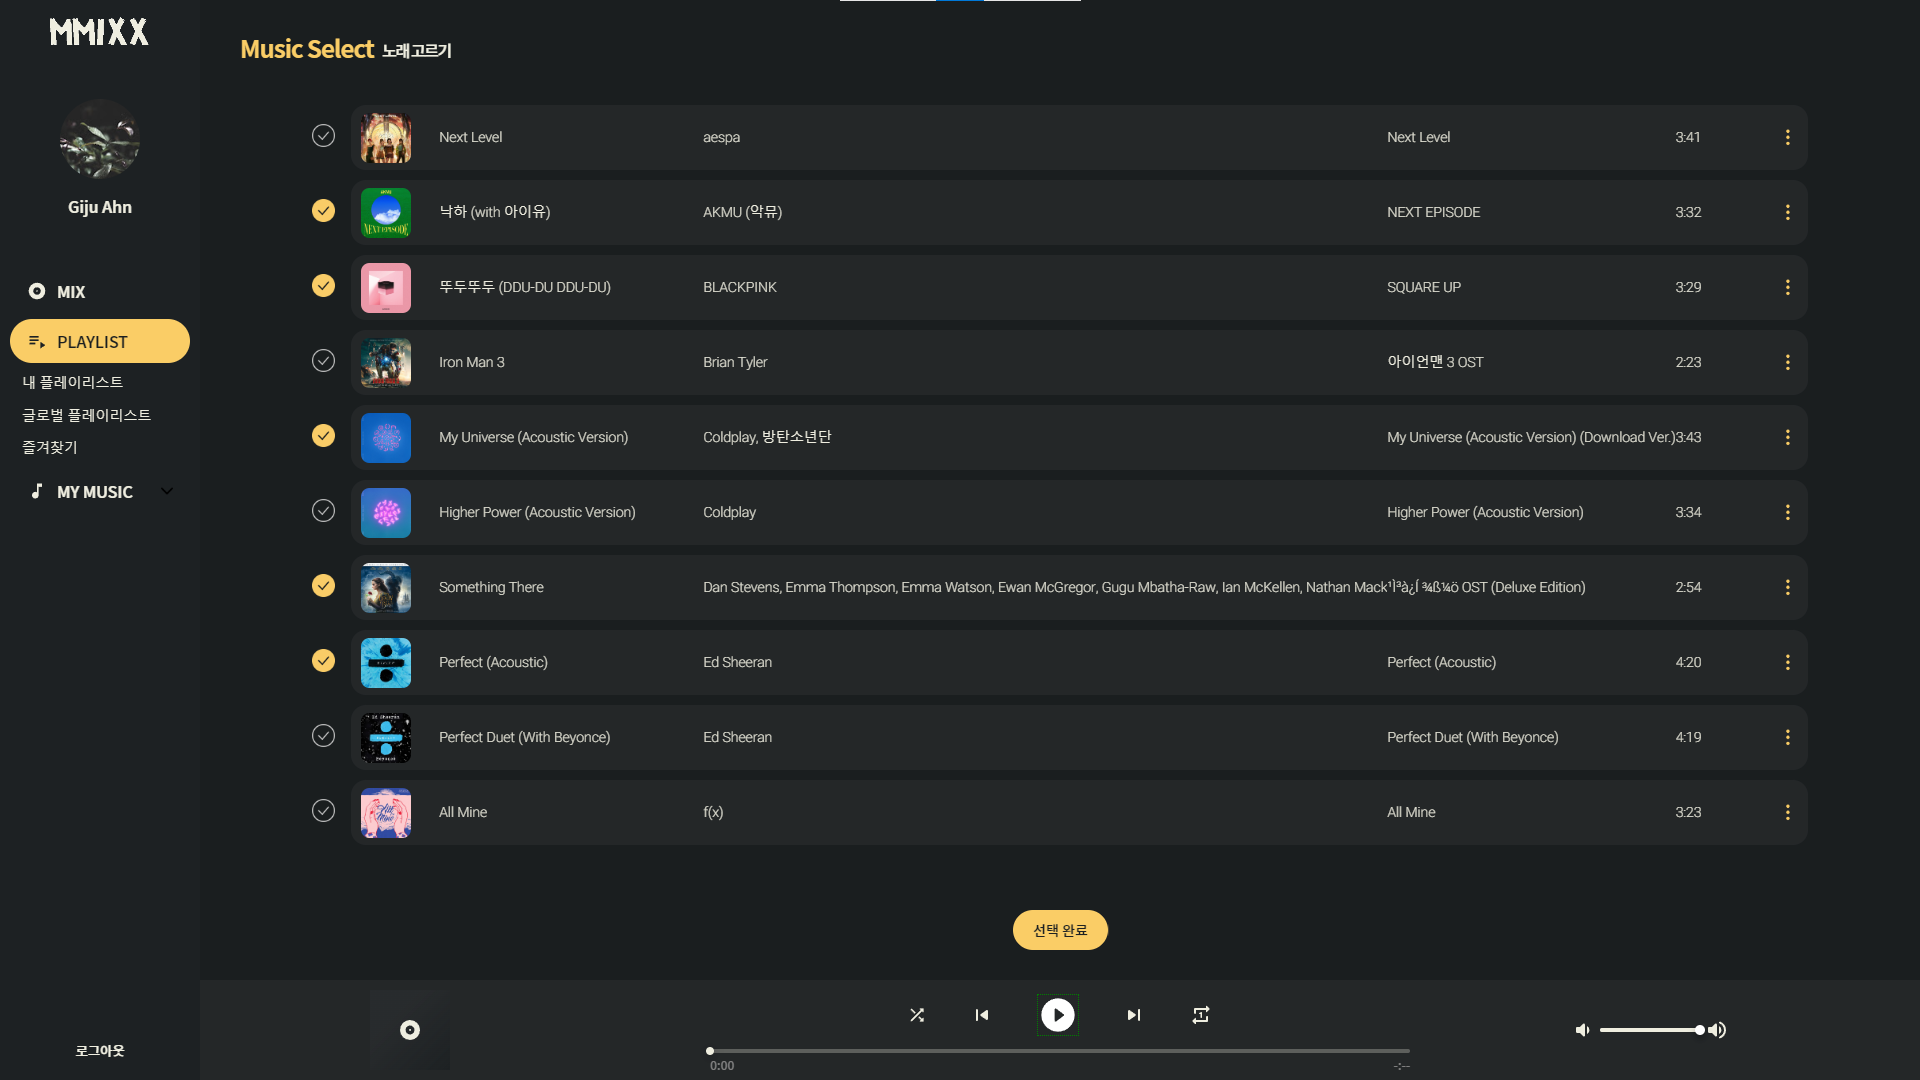 MMIXX
Giju Ahn
MIX
PLAYLIST
내 플레이리스트
글로벌 플레이리스트
즐겨찾기
MY MUSIC
로그아웃
Music Select 노래 고르기
Next Level aespa Next Level 3:41
낙하 (with 아이유) AKMU (악뮤) NEXT EPISODE 3:32
뚜두뚜두 (DDU-DU DDU-DU) BLACKPINK SQUARE UP 3:29
Iron Man 3 Brian Tyler 아이언맨 3 OST 2:23
My Universe (Acoustic Version) Coldplay, 방탄소년단 My Universe (Acoustic Version) (Download Ver.) 3:43
Higher Power (Acoustic Version) Coldplay Higher Power (Acoustic Version) 3:34
Something There Dan Stevens, Emma Thompson, Emma Watson, Ewan McGregor, Gugu Mbatha-Raw, Ian McKellen, Nathan Mack¹Ì³à¿Í ¾ß¼ö OST (Deluxe Edition) 2:54
Perfect (Acoustic) Ed Sheeran Perfect (Acoustic) 4:20
Perfect Duet (With Beyonce) Ed Sheeran Perfect Duet (With Beyonce) 4:19
All Mine f(x) All Mine 3:23
NEXT EPISODE
선택 완료
0:00 -:--